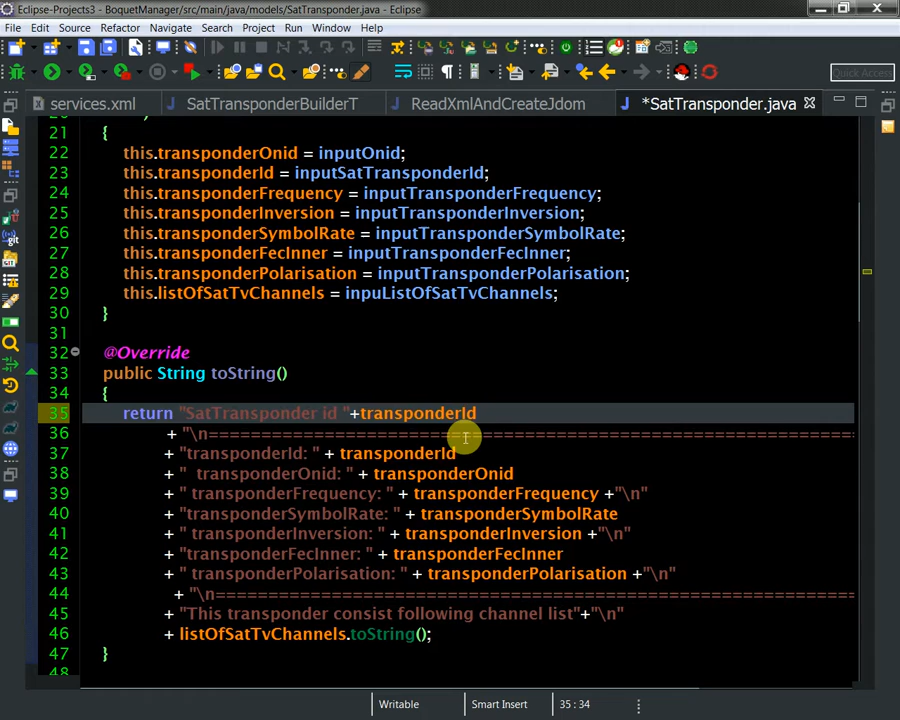 Eclipse-Projects3 - BoquetManager/src/main/java/models/SatTransponder.java - Eclipse
File Edit Source Refactor Navigate Search Project Run Window Help
Quick Access
services.xml SatTransponderBuilderT ReadXmlAndCreateJdom *SatTransponder.java
21 {
22 this.transponderOnid = inputOnid;
23 this.transponderId = inputSatTransponderId;
24 this.transponderFrequency = inputTransponderFrequency;
25 this.transponderInversion = inputTransponderInversion;
26 this.transponderSymbolRate = inputTransponderSymbolRate;
27 this.transponderFecInner = inputTransponderFecInner;
28 this.transponderPolarisation = inputTransponderPolarisation;
29 this.listOfSatTvChannels = inpuListOfSatTvChannels;
30 }
31
32 @Override
33 public String toString()
34 {
35 return "SatTransponder id "+transponderId
36 + "\n==================================================
37 + "transponderId: " + transponderId
38 + "  transponderOnid: " + transponderOnid
39 + " transponderFrequency: " + transponderFrequency +"\n"
40 + "transponderSymbolRate: " + transponderSymbolRate
41 + " transponderInversion: " + transponderInversion +"\n"
42 + "transponderFecInner: " + transponderFecInner
43 + " transponderPolarisation: " + transponderPolarisation +"\n"
44 + "\n==================================================
45 + "This transponder consist following channel list"+"\n"
46 + listOfSatTvChannels.toString();
47 }
48
Writable Smart Insert 35 : 34